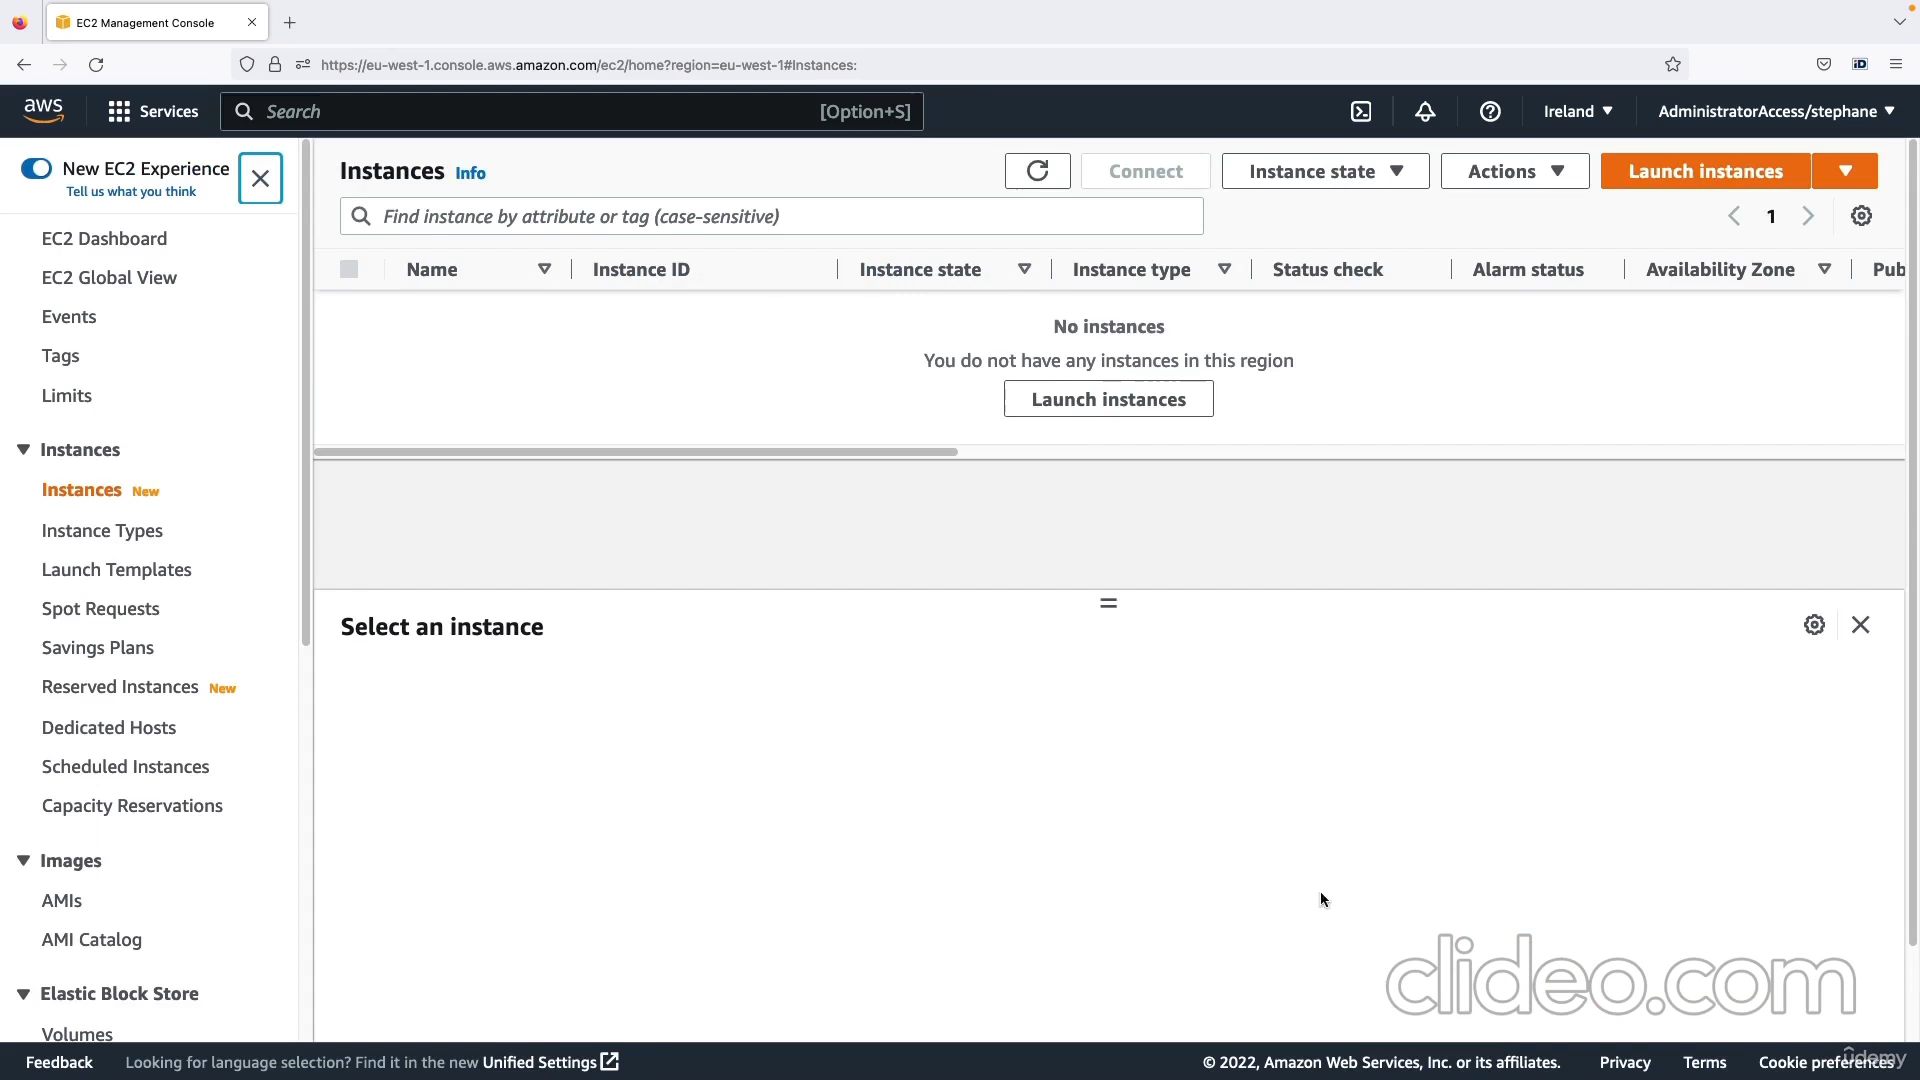 EC2 Management Console
https://eu-west-1.console.aws.amazon.com/ec2/home?region=eu-west-1#Instances:
aws
Services
Search
[Option+S]
Ireland
AdministratorAccess/stephane
New EC2 Experience
Tell us what you think
EC2 Dashboard
EC2 Global View
Events
Tags
Limits
Instances
Instances New
Instance Types
Launch Templates
Spot Requests
Savings Plans
Reserved Instances New
Dedicated Hosts
Scheduled Instances
Capacity Reservations
Images
AMIs
AMI Catalog
Elastic Block Store
Volumes
Instances Info
Connect
Instance state
Actions
Launch instances
Find instance by attribute or tag (case-sensitive)
1
Name
Instance ID
Instance state
Instance type
Status check
Alarm status
Availability Zone
Pub
No instances
You do not have any instances in this region
Launch instances
Select an instance
clideo.com
Feedback
Looking for language selection? Find it in the new Unified Settings
© 2022, Amazon Web Services, Inc. or its affiliates.
Privacy
Terms
Cookie preferences
ûdemy